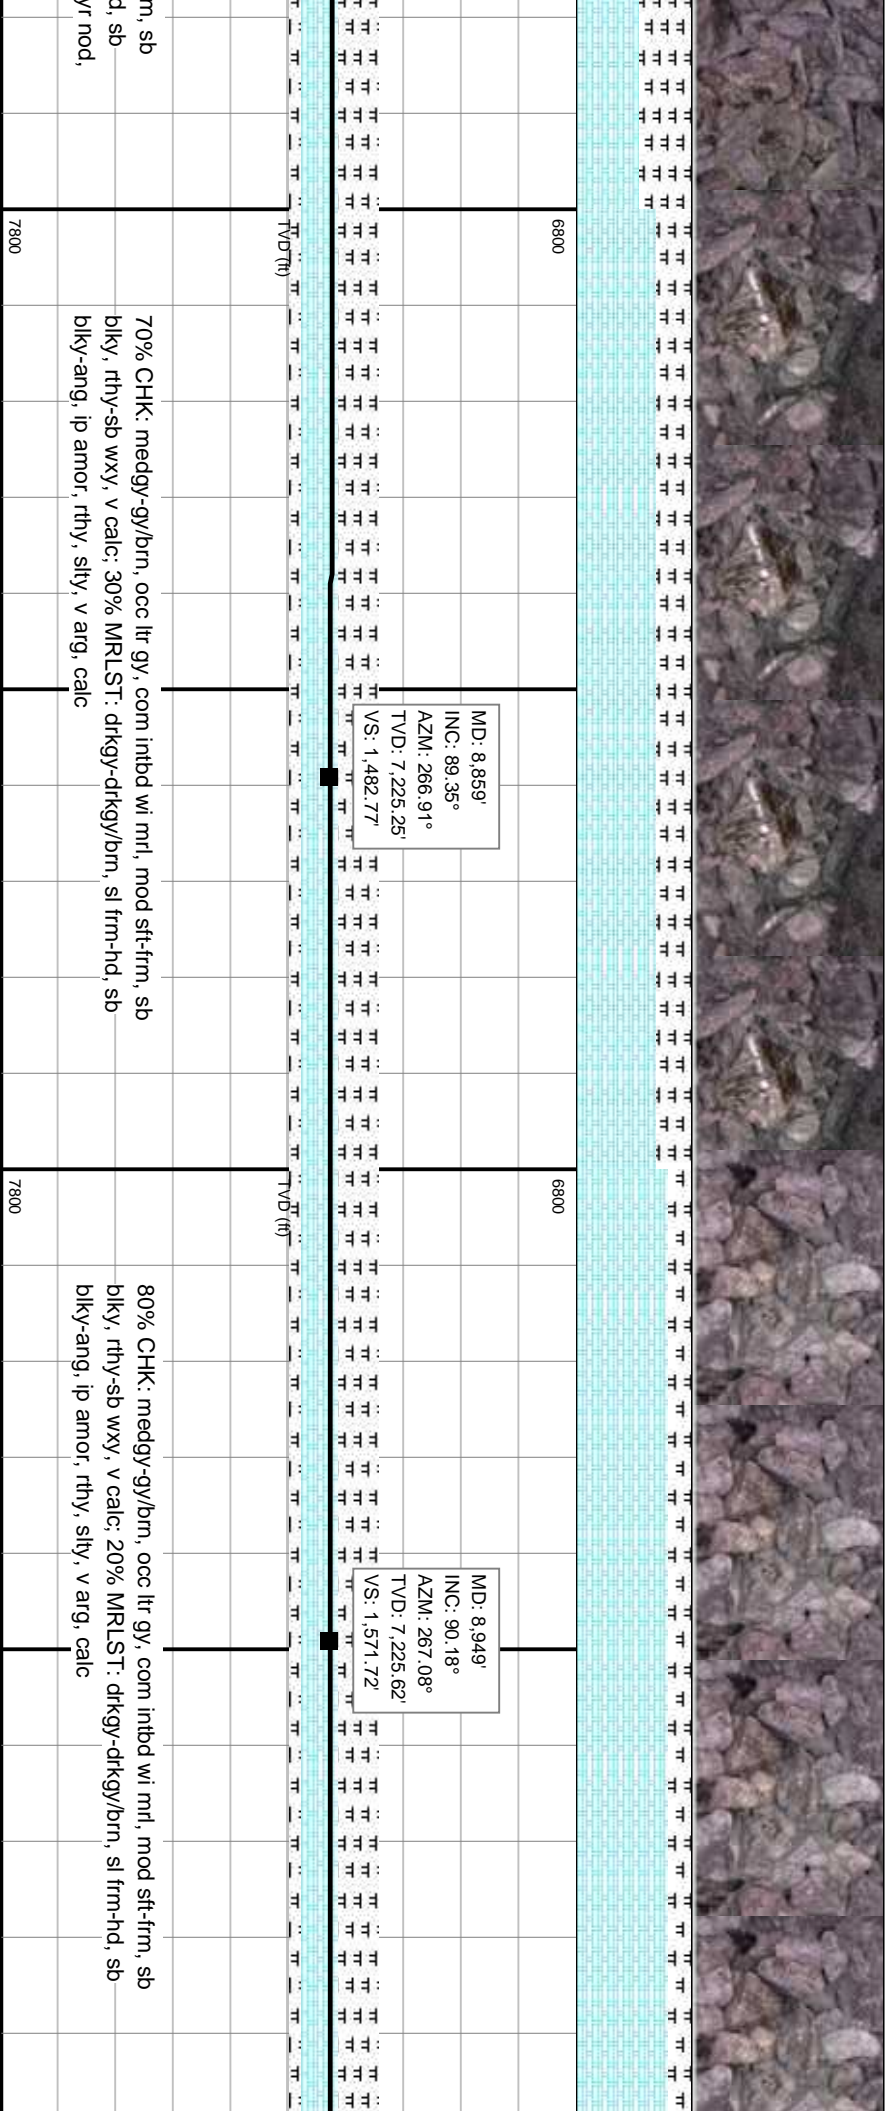 m, sb
d, sb
yr nod,
6800
TVD (ft)
7800
70% CHK: medgy-gy/brn, occ ltr gy, com intbd wi mrl, mod sft-frm, sb
blky, rthy-sb wxy, v calc; 30% MRLST: drkgy-drkgy/brn, sl frm-hd, sb
blky-ang, ip amor, rthy, slty, v arg, calc
MD: 8,859'
INC: 89.35°
AZM: 266.91°
TVD: 7,225.25'
VS: 1,482.77'
6800
TVD (ft)
7800
80% CHK: medgy-gy/brn, occ ltr gy, com intbd wi mrl, mod sft-frm, sb
blky, rthy-sb wxy, v calc; 20% MRLST: drkgy-drkgy/brn, sl frm-hd, sb
blky-ang, ip amor, rthy, slty, v arg, calc
MD: 8,949'
INC: 90.18°
AZM: 267.08°
TVD: 7,225.62'
VS: 1,571.72'